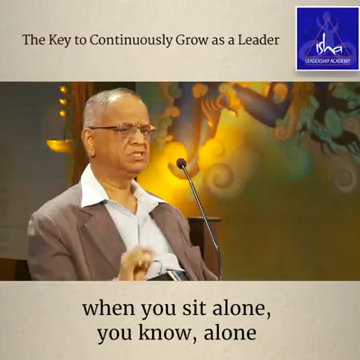 The Key to Continuously Grow as a Leader
isha
LEADERSHIP ACADEMY
when you sit alone,
you know, alone